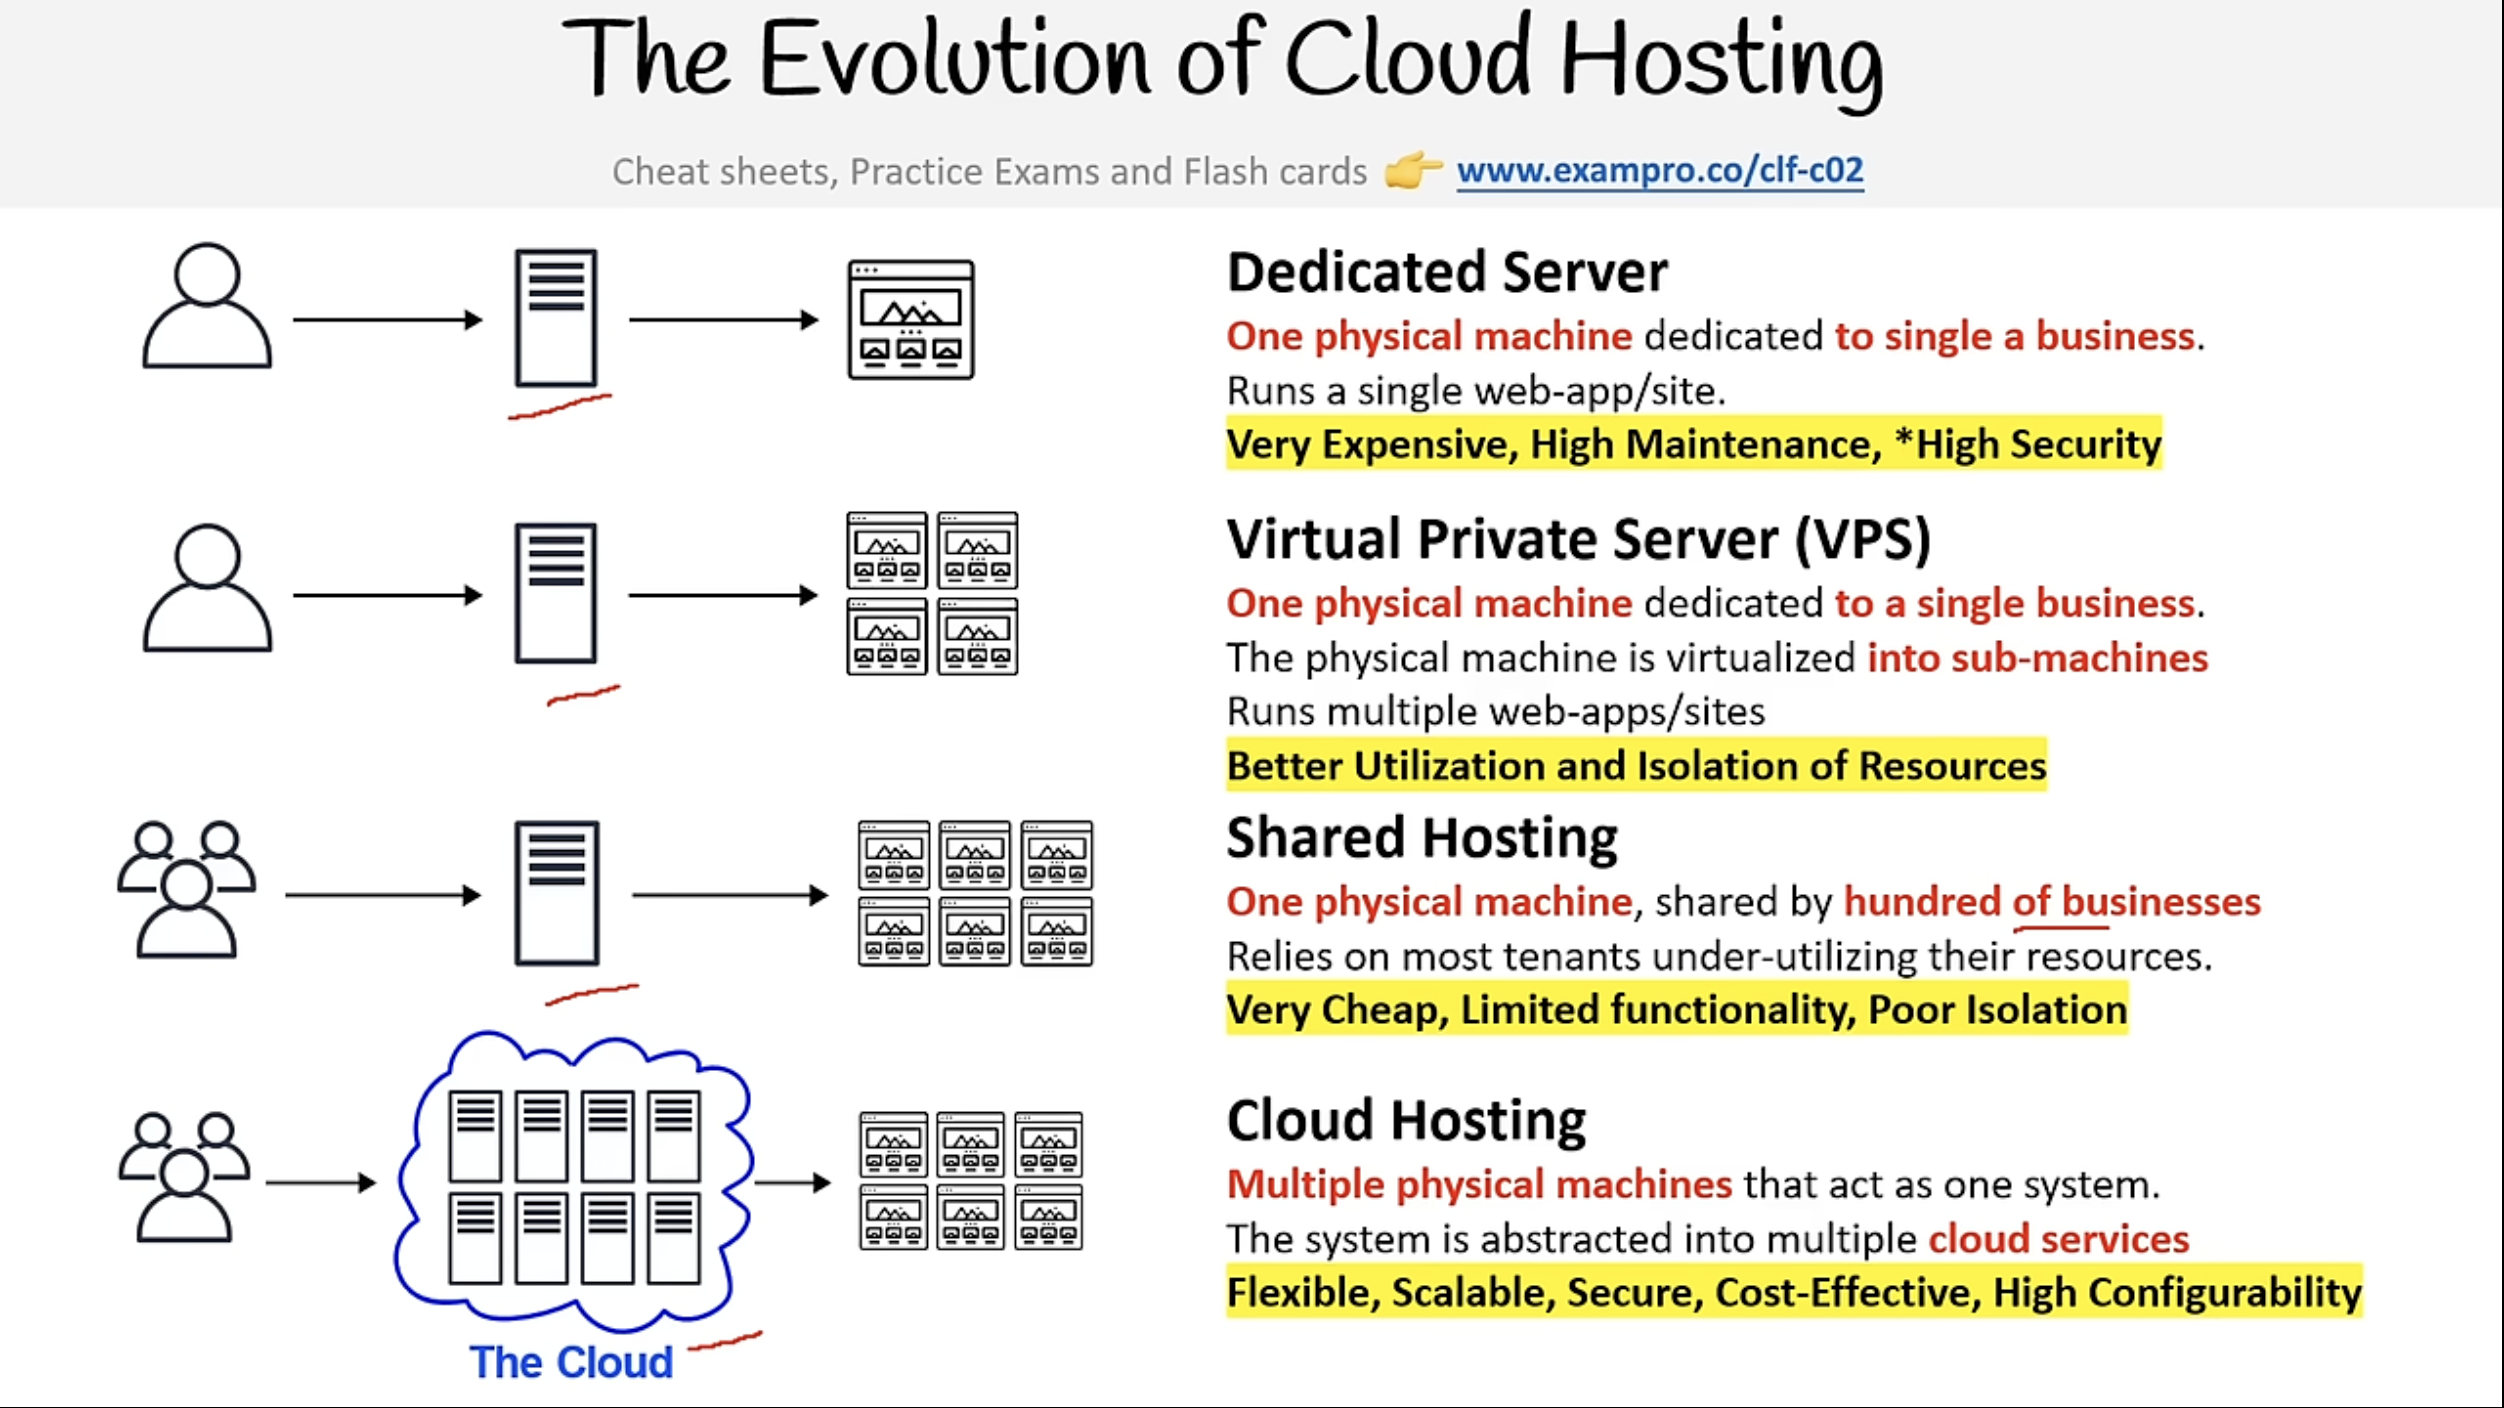 The Evolution of Cloud Hosting
Cheat sheets, Practice Exams and Flash cards 👉 www.exampro.co/clf-c02
Dedicated Server
One physical machine dedicated to single a business.
Runs a single web-app/site.
Very Expensive, High Maintenance, *High Security
Virtual Private Server (VPS)
One physical machine dedicated to a single business.
The physical machine is virtualized into sub-machines
Runs multiple web-apps/sites
Better Utilization and Isolation of Resources
Shared Hosting
One physical machine, shared by hundred of businesses
Relies on most tenants under-utilizing their resources.
Very Cheap, Limited functionality, Poor Isolation
Cloud Hosting
Multiple physical machines that act as one system.
The system is abstracted into multiple cloud services
Flexible, Scalable, Secure, Cost-Effective, High Configurability
The Cloud